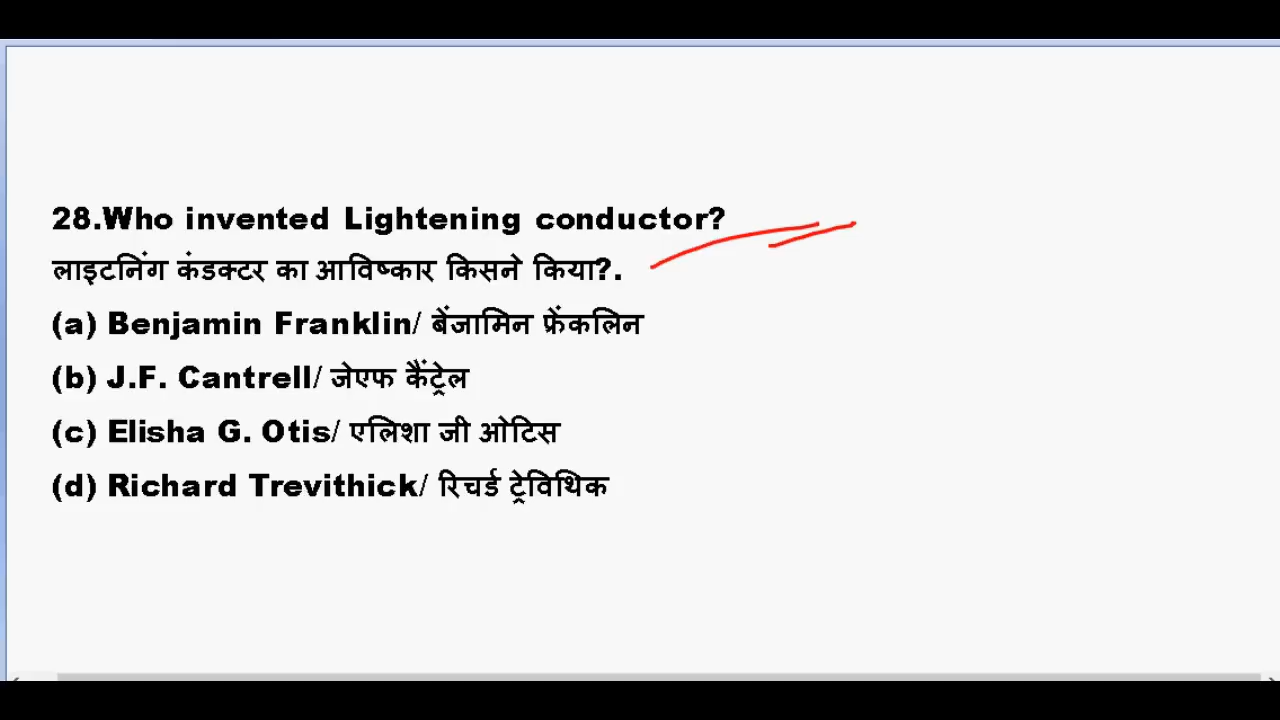 28.Who invented Lightening conductor?
लाइटनिंग कंडक्टर का आविष्कार किसने किया?.
(a) Benjamin Franklin/ बेंजामिन फ्रेंकलिन
(b) J.F. Cantrell/ जेएफ कैंट्रेल
(c) Elisha G. Otis/ एलिशा जी ओटिस
(d) Richard Trevithick/ रिचर्ड ट्रेविथिक